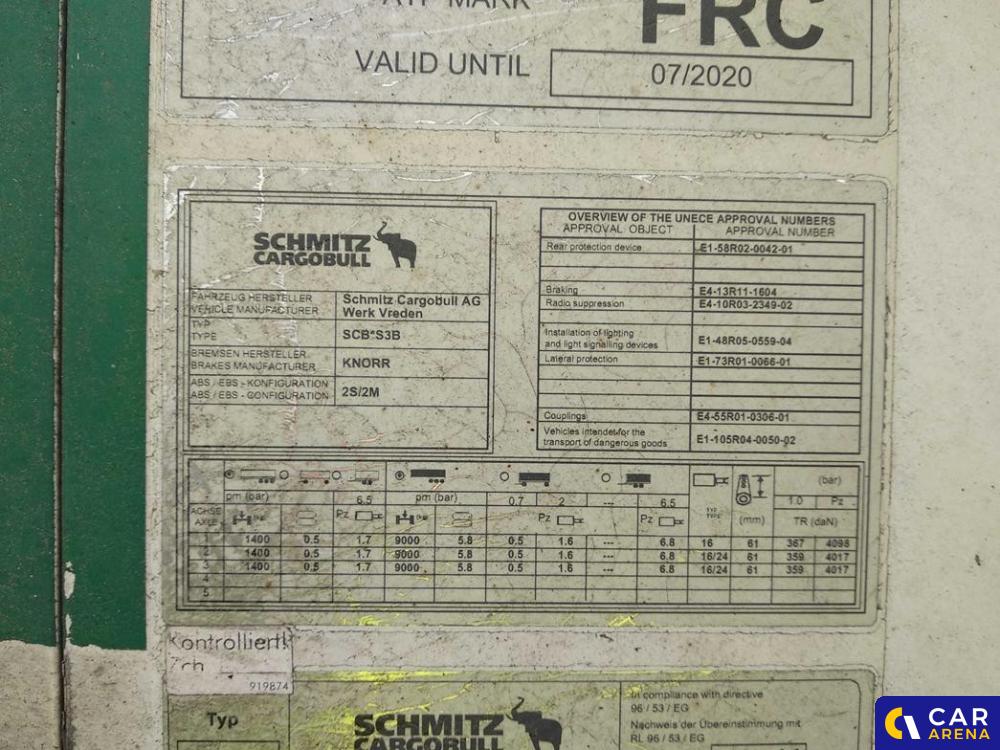 ATP MARK FRC
VALID UNTIL 07/2020
SCHMITZ
CARGOBULL
FAHRZEUG HERSTELLER
VEHICLE MANUFACTURER
Schmitz Cargobull AG
Werk Vreden
TYP
TYPE
SCB*S3B
BREMSEN HERSTELLER
BRAKES MANUFACTURER
KNORR
ABS / EBS - KONFIGURATION
ABS / EBS - CONFIGURATION
2S/2M
OVERVIEW OF THE UNECE APPROVAL NUMBERS
APPROVAL OBJECT APPROVAL NUMBER
Rear protection device E1-58R02-0042-01
Braking E4-13R11-1604
Radio suppression E4-10R03-2349-02
Installation of lighting
and light signalling devices E1-48R05-0559-04
Lateral protection E1-73R01-0066-01
Couplings E4-55R01-0306-01
Vehicles intendet for the
transport of dangerous goods E1-105R04-0050-02
(bar)
pm (bar) 6.5 pm (bar) 0.7 2 --- 6.5 1.0 Pz
ACHSE
AXLE
Pz Pz Pz
TYP
TYPE
(mm) TR (daN)
1 1400 0.5 1.7 9000 5.8 0.5 1.6 --- 6.8 16 61 367 4098
2 1400 0.5 1.7 9000 5.8 0.5 1.6 --- 6.8 16/24 61 359 4017
3 1400 0.5 1.7 9000 5.8 0.5 1.6 --- 6.8 16/24 61 359 4017
4
5
Kontrolliert
919874
Typ
SCHMITZ
CARGOBULL
In compliance with directive
96 / 53 / EG
Nachweis der Übereinstimmung mit
RL 96 / 53 / EG
CAR
ARENA